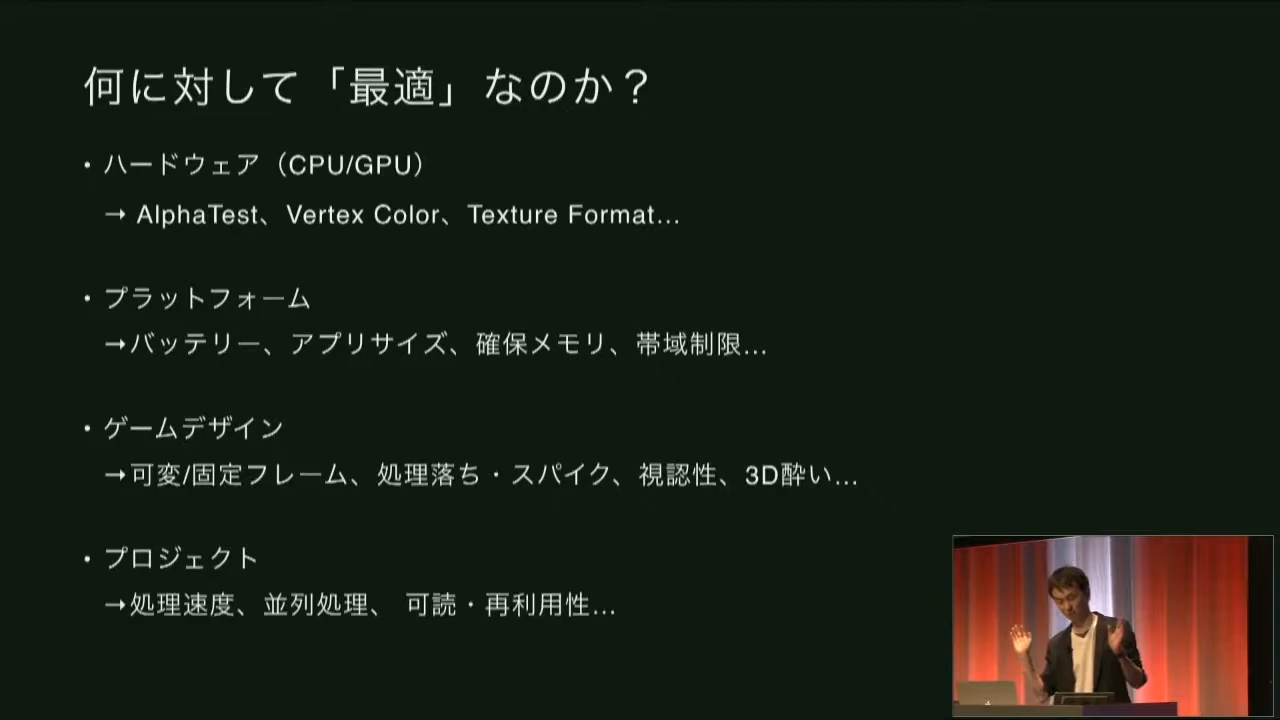 何に対して「最適」なのか？
・ハードウェア（CPU/GPU）
→ AlphaTest、Vertex Color、Texture Format…
・プラットフォーム
→バッテリー、アプリサイズ、確保メモリ、帯域制限…
・ゲームデザイン
→可変/固定フレーム、処理落ち・スパイク、視認性、3D酔い…
・プロジェクト
→処理速度、並列処理、 可読・再利用性…